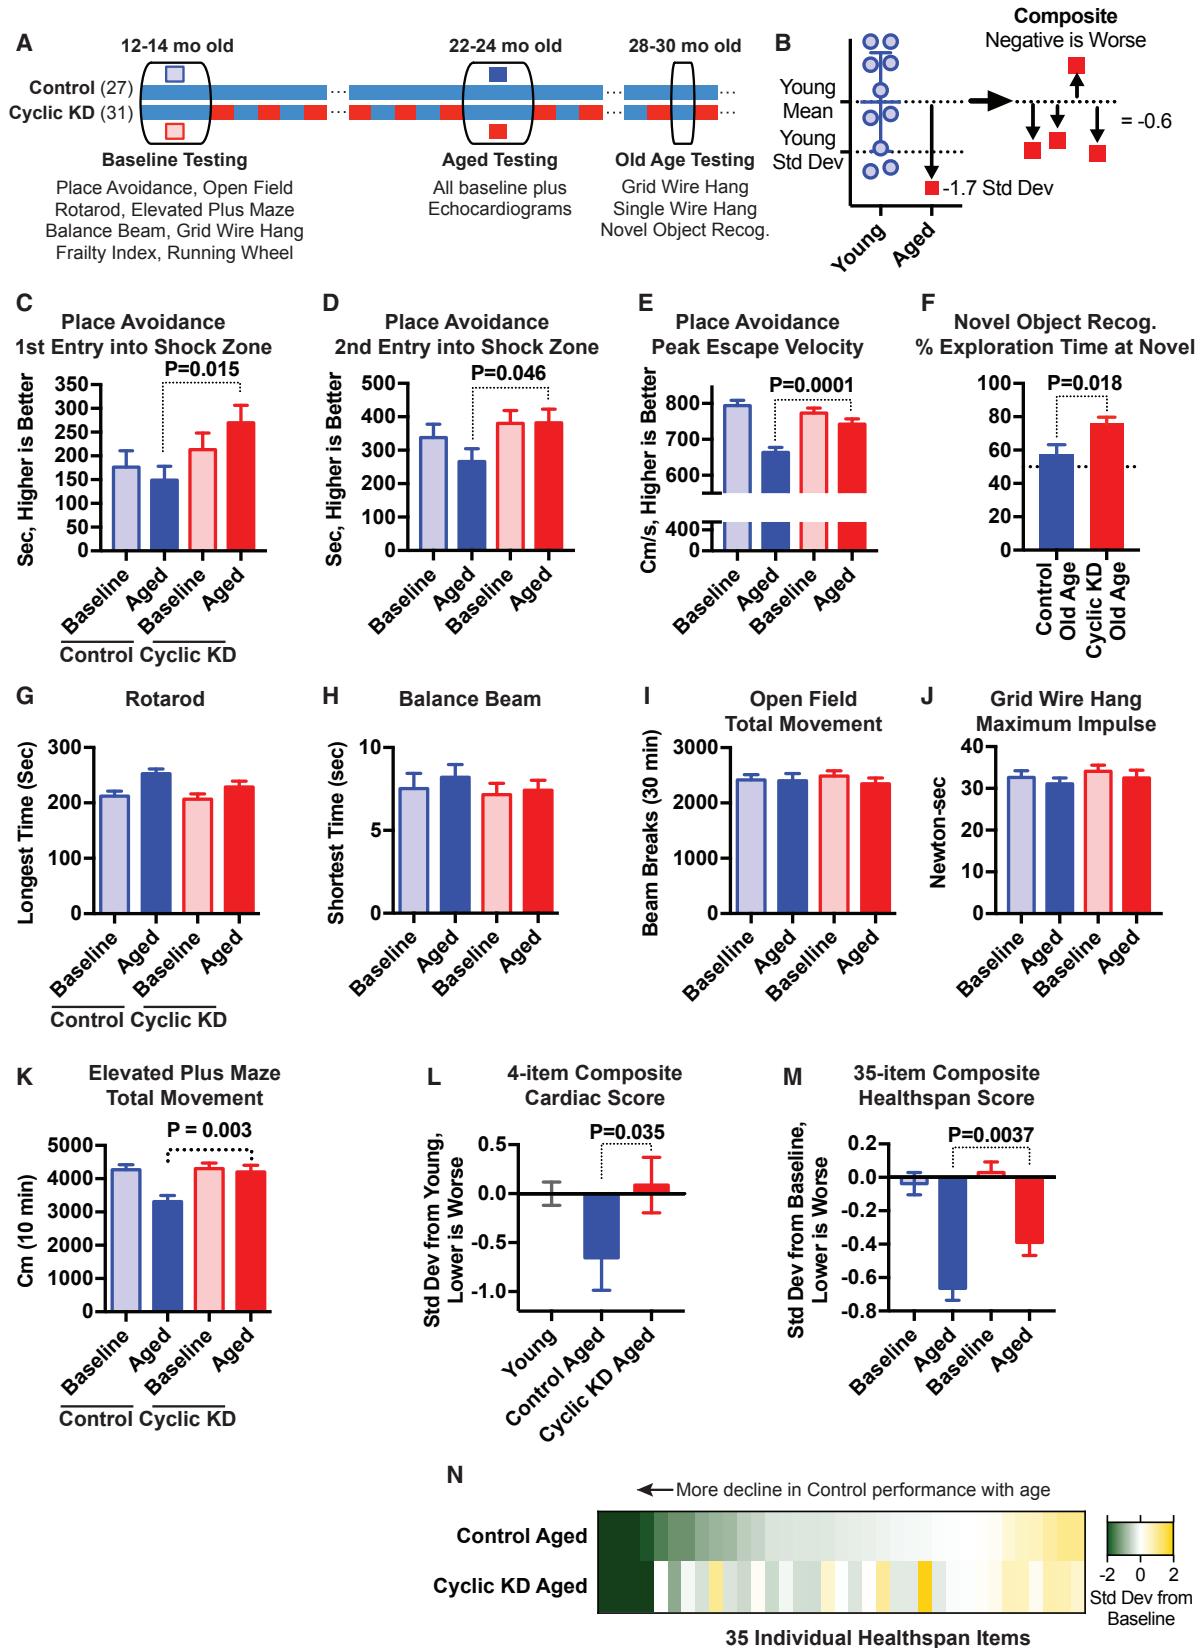 A
12-14 mo old
22-24 mo old
28-30 mo old
Control (27)
Cyclic KD (31)
...
...
...
...
...
...
Baseline Testing
Place Avoidance, Open Field
Rotarod, Elevated Plus Maze
Balance Beam, Grid Wire Hang
Frailty Index, Running Wheel
Aged Testing
All baseline plus
Echocardiograms
Old Age Testing
Grid Wire Hang
Single Wire Hang
Novel Object Recog.
B
Composite
Negative is Worse
Young
Mean
Young
Std Dev
-1.7 Std Dev
= -0.6
Young
Aged
C
Place Avoidance
1st Entry into Shock Zone
P=0.015
Sec, Higher is Better
350
300
250
200
150
100
50
0
Baseline
Aged
Baseline
Aged
Control Cyclic KD
D
Place Avoidance
2nd Entry into Shock Zone
P=0.046
Sec, Higher is Better
500
400
300
200
100
0
Baseline
Aged
Baseline
Aged
E
Place Avoidance
Peak Escape Velocity
P=0.0001
Cm/s, Higher is Better
800
700
600
400
0
Baseline
Aged
Baseline
Aged
F
Novel Object Recog.
% Exploration Time at Novel
P=0.018
100
80
60
40
20
0
Control
Old Age
Cyclic KD
Old Age
G
Rotarod
Longest Time (Sec)
300
200
100
0
Baselline
Aged
Baseline
Aged
Control Cyclic KD
H
Balance Beam
Shortest Time (sec)
10
5
0
Baseline
Aged
Baseline
Aged
I
Open Field
Total Movement
Beam Breaks (30 min)
3000
2000
1000
0
Baselline
Aged
Baseline
Aged
J
Grid Wire Hang
Maximum Impulse
Newton-sec
40
30
20
10
0
Baseline
Aged
Baseline
Aged
K
Elevated Plus Maze
Total Movement
P = 0.003
Cm (10 min)
5000
4000
3000
2000
1000
0
Baseline
Aged
Baseline
Aged
Control Cyclic KD
L
4-item Composite
Cardiac Score
P=0.035
Std Dev from Young,
Lower is Worse
0.5
0.0
-0.5
-1.0
Young
Control Aged
Cyclic KD Aged
M
35-item Composite
Healthspan Score
P=0.0037
Std Dev from Baseline,
Lower is Worse
0.2
0.0
-0.2
-0.4
-0.6
-0.8
Baseline
Aged
Baseline
Aged
N
More decline in Control performance with age
Control Aged
Cyclic KD Aged
35 Individual Healthspan Items
-2 0 2
Std Dev from
Baseline